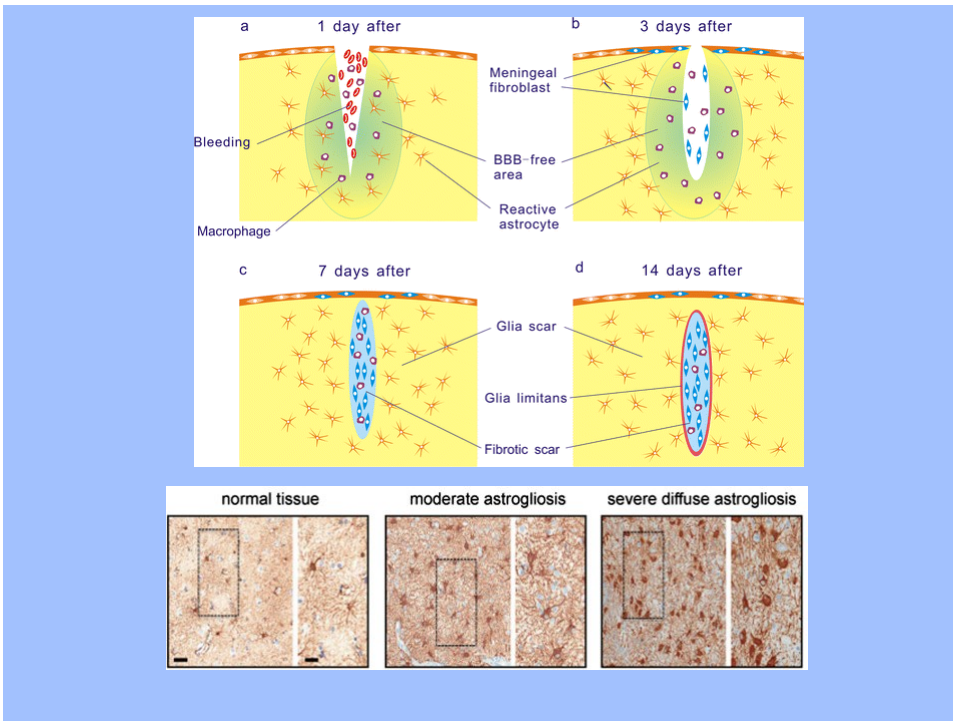 a
1 day after
b
3 days after
Meningeal
fibroblast
Bleeding
BBB-free
area
Reactive
astrocyte
Macrophage
c
7 days after
d
14 days after
Glia scar
Glia limitans
Fibrotic scar
normal tissue
moderate astrogliosis
severe diffuse astrogliosis